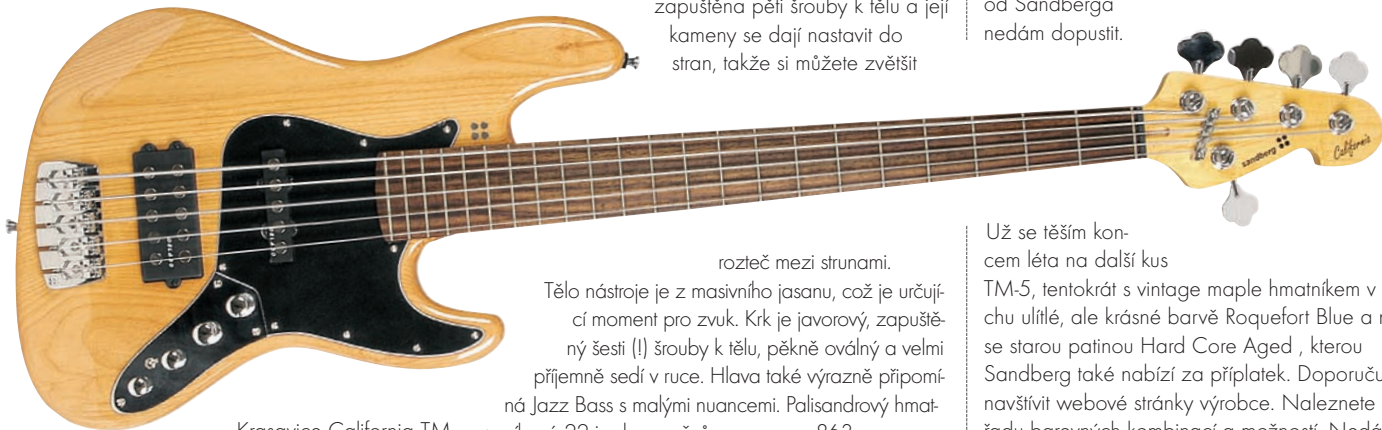 zapuštěna pěti šrouby k tělu a její
kameny se dají nastavit do
stran, takže si můžete zvětšit
rozteč mezi strunami.
Tělo nástroje je z masivního jasanu, což je určují-
cí moment pro zvuk. Krk je javorový, zapuště-
ný šesti (!) šrouby k tělu, pěkně oválný a velmi
příjemně sedí v ruce. Hlava také výrazně připomí-
ná Jazz Bass s malými nuancemi. Palisandrový hmat-
od Sandberga
nedám dopustit.
sandberg
California
Už se těším kon-
cem léta na další kus
TM-5, tentokrát s vintage maple hmatníkem v
chu ulítlé, ale krásné barvě Roquefort Blue a
se starou patinou Hard Core Aged , kterou
Sandberg také nabízí za příplatek.
navštívit webové stránky výrobce. Naleznete